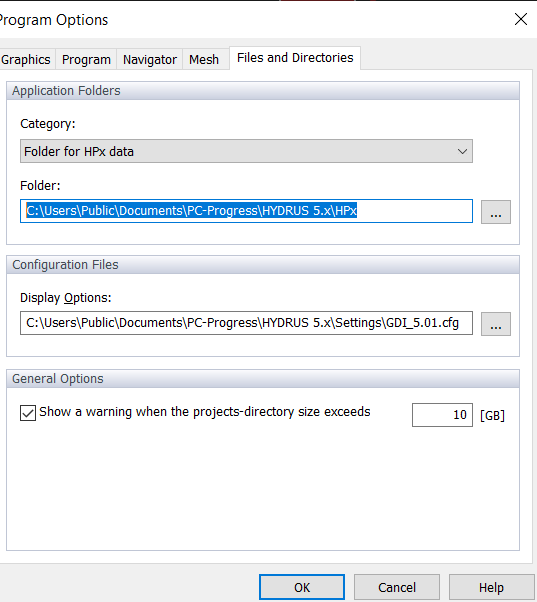 Program Options
Graphics Program Navigator Mesh Files and Directories
Application Folders
Category:
Folder for HPx data
Folder:
C:\Users\Public\Documents\PC-Progress\HYDRUS 5.x\HPx
...
Configuration Files
Display Options:
C:\Users\Public\Documents\PC-Progress\HYDRUS 5.x\Settings\GDI_5.01.cfg
...
General Options
Show a warning when the projects-directory size exceeds 10 [GB]
OK Cancel Help